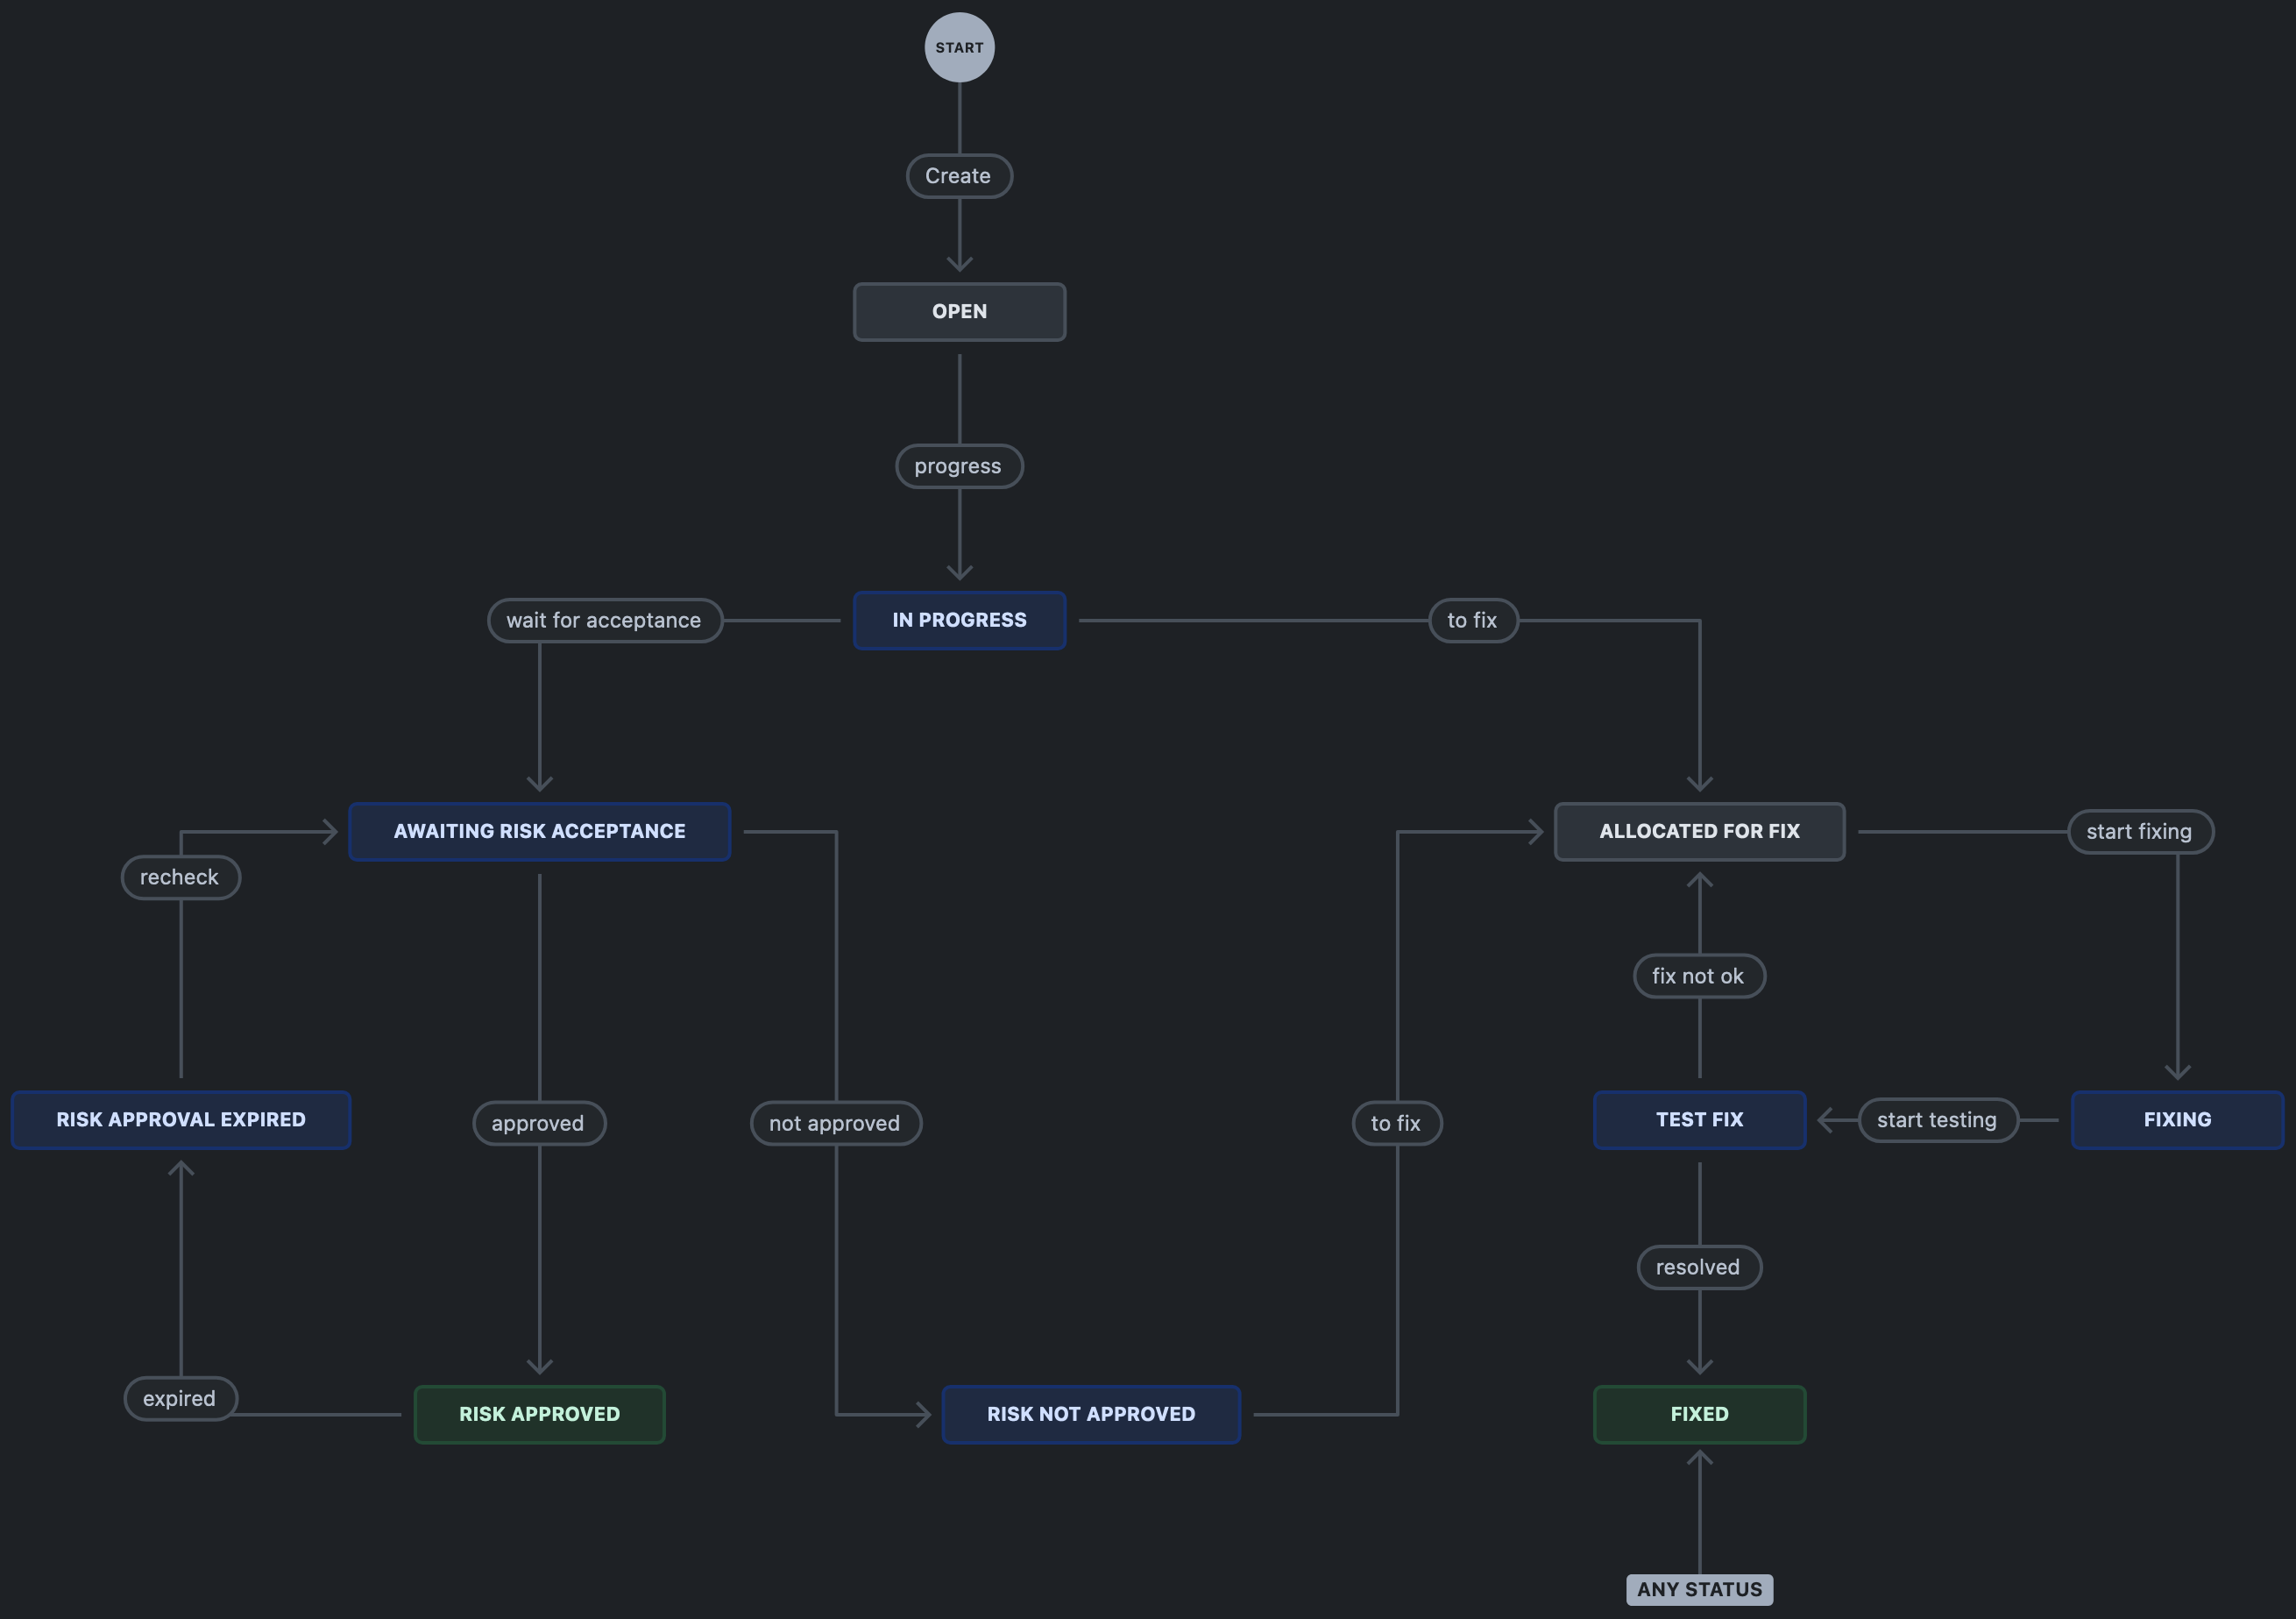 START
Create
OPEN
progress
wait for acceptance
IN PROGRESS
to fix
AWAITING RISK ACCEPTANCE
ALLOCATED FOR FIX
start fixing
recheck
fix not ok
RISK APPROVAL EXPIRED
approved
not approved
to fix
TEST FIX
start testing
FIXING
resolved
expired
RISK APPROVED
RISK NOT APPROVED
FIXED
ANY STATUS